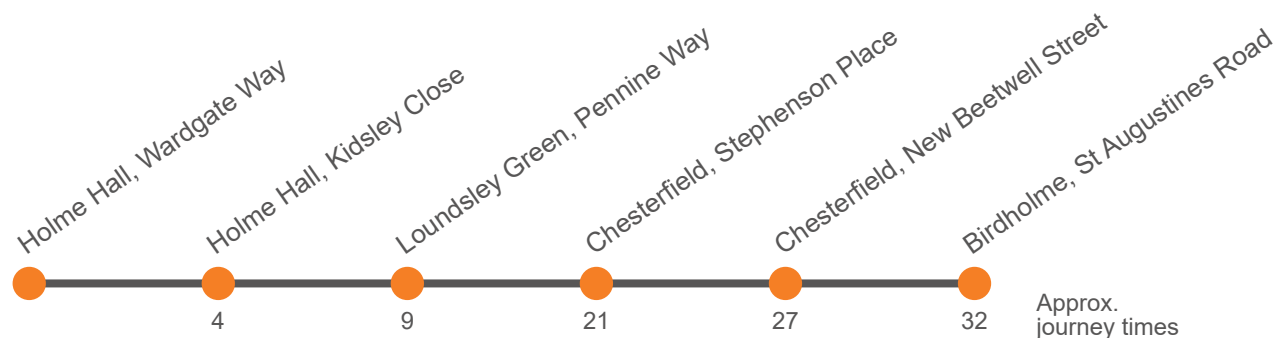 Holme Hall, Wardgate Way
Holme Hall, Kidsley Close
Loundsley Green, Pennine Way
Chesterfield, Stephenson Place
Chesterfield, New Beetwell Street
Birdholme, St Augustines Road
4
9
21
27
32
Approx.
journey times